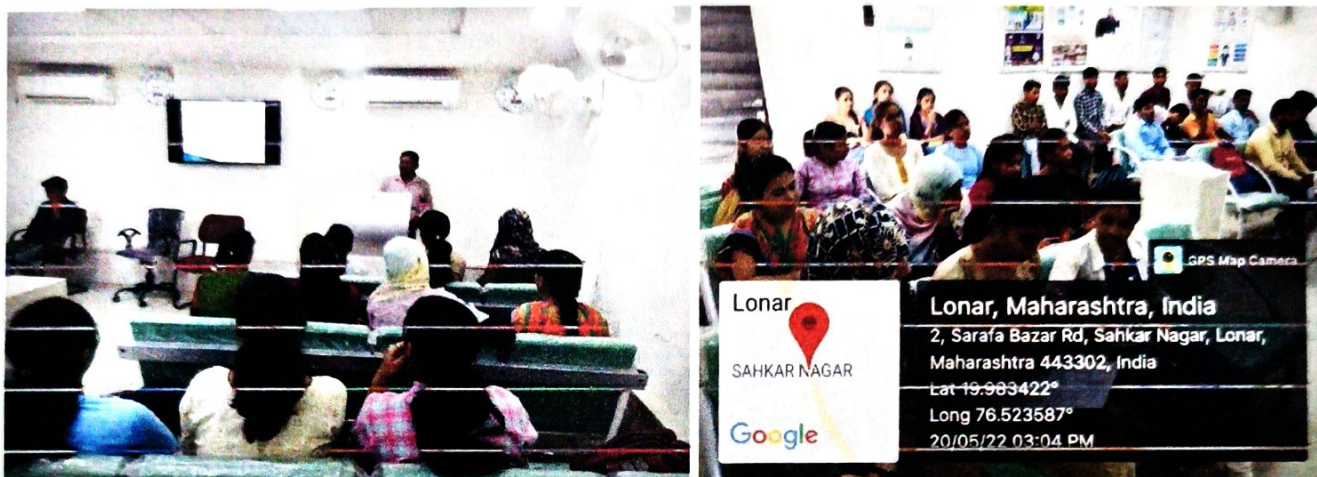 GPS Map Camera
Lonar
SAHKAR NAGAR
Google
Lonar, Maharashtra, India
2, Sarafa Bazar Rd, Sahkar Nagar, Lonar,
Maharashtra 443302, India
Lat 19.983422°
Long 76.523587°
20/05/22 03:04 PM